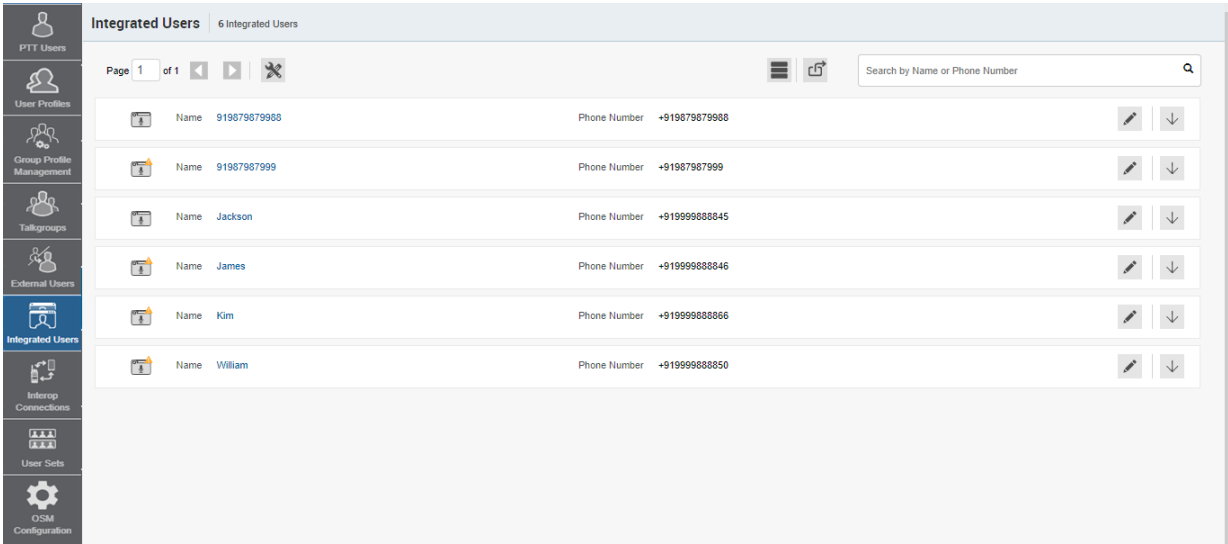 PTT Users
User Profiles
Group Profile
Management
Talkgroups
External Users
Integrated Users
Interop
Connections
User Sets
OSM
Configuration
Integrated Users 6 Integrated Users
Page 1 of 1 Search by Name or Phone Number
Name 919879879988 Phone Number +919879879988
Name 91987987999 Phone Number +91987987999
Name Jackson Phone Number +919999888845
Name James Phone Number +919999888846
Name Kim Phone Number +919999888866
Name William Phone Number +919999888850